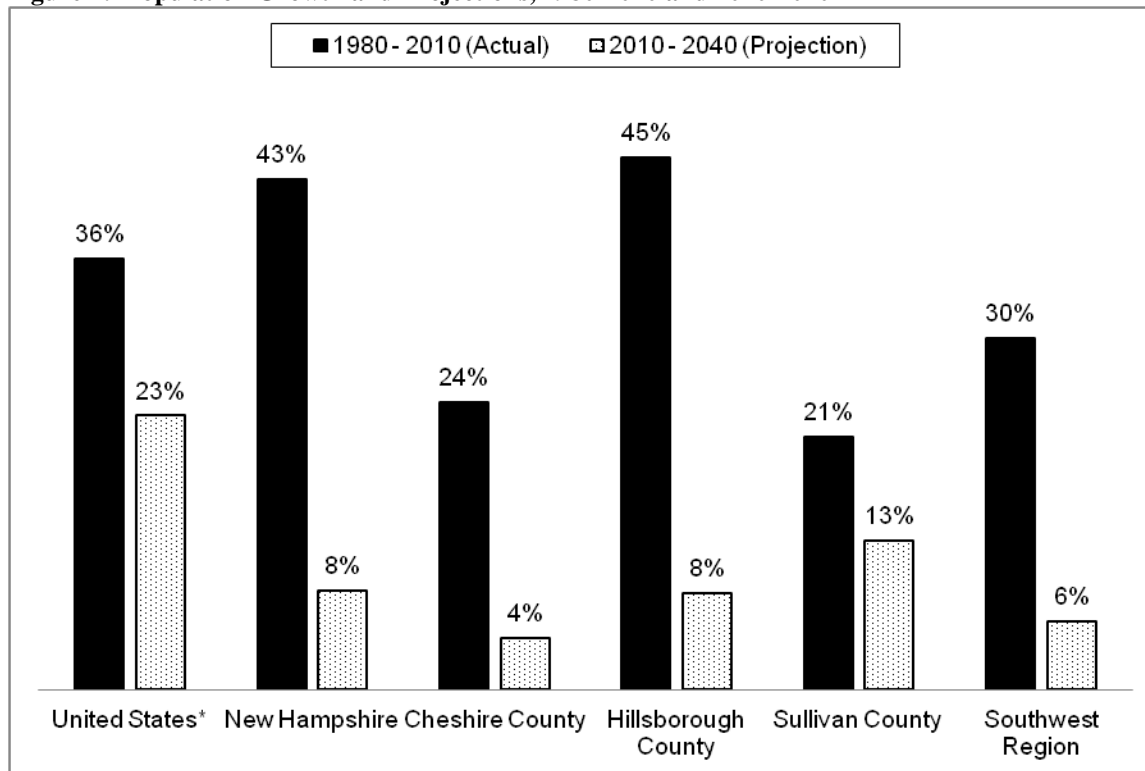 1980 - 2010 (Actual) 2010 - 2040 (Projection)
36%
23%
43%
8%
24%
4%
45%
8%
21%
13%
30%
6%
United States*
New Hampshire
Cheshire County
Hillsborough
County
Sullivan County
Southwest
Region